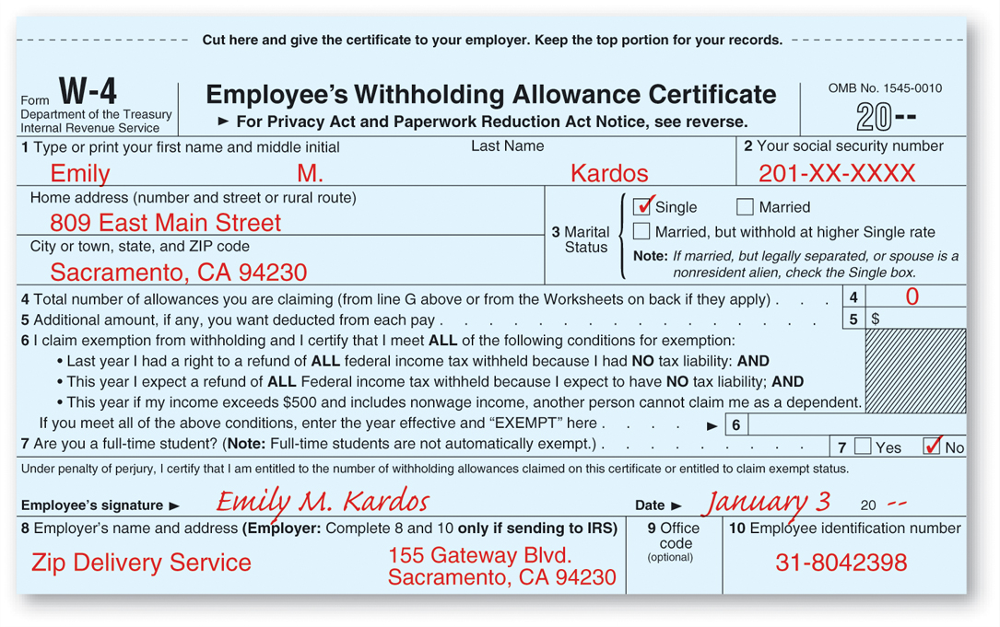 Cut here and give the certificate to your employer. Keep the top portion for your records.
Form W-4
Department of the Treasury
Internal Revenue Service
Employee's Withholding Allowance Certificate
► For Privacy Act and Paperwork Reduction Act Notice, see reverse.
OMB No. 1545-0010
20--
1 Type or print your first name and middle initial Last Name
Emily M. Kardos
2 Your social security number
201-XX-XXXX
Home address (number and street or rural route)
809 East Main Street
City or town, state, and ZIP code
Sacramento, CA 94230
3 Marital Status
Single Married
Married, but withhold at higher Single rate
Note: If married, but legally separated, or spouse is a
nonresident alien, check the Single box.
4 Total number of allowances you are claiming (from line G above or from the Worksheets on back if they apply) . . . 4 0
5 Additional amount, if any, you want deducted from each pay . . . . . . . . . . . 5 $
6 I claim exemption from withholding and I certify that I meet ALL of the following conditions for exemption:
• Last year I had a right to a refund of ALL federal income tax withheld because I had NO tax liability: AND
• This year I expect a refund of ALL Federal income tax withheld because I expect to have NO tax liability; AND
• This year if my income exceeds $500 and includes nonwage income, another person cannot claim me as a dependent.
If you meet all of the above conditions, enter the year effective and “EXEMPT” here . . . . ► 6
7 Are you a full-time student? (Note: Full-time students are not automatically exempt.) . . . . . . . . 7 Yes No
Under penalty of perjury, I certify that I am entitled to the number of withholding allowances claimed on this certificate or entitled to claim exempt status.
Employee's signature ► Emily M. Kardos Date ► January 3 20 --
8 Employer's name and address (Employer: Complete 8 and 10 only if sending to IRS)
Zip Delivery Service
155 Gateway Blvd.
Sacramento, CA 94230
9 Office
code
(optional)
10 Employee identification number
31-8042398